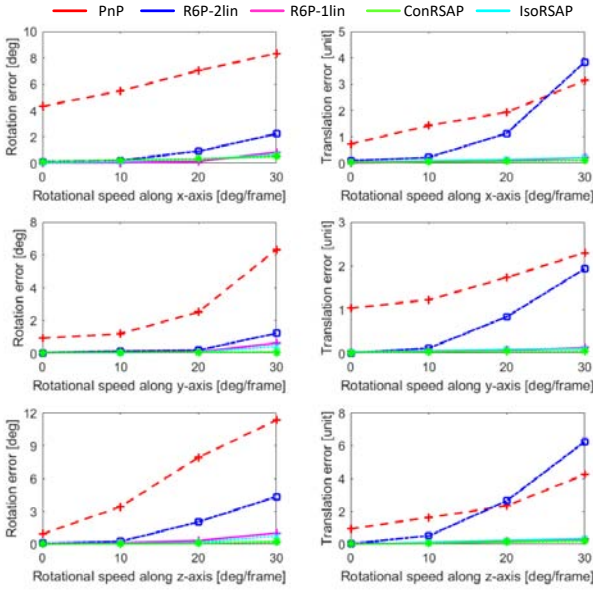 PnP R6P-2lin R6P-1lin ConRSAP IsoRSAP
Rotation error [deg]
10
8
6
4
2
0
0 10 20 30
Rotational speed along x-axis [deg/frame]
Translation error [unit]
5
4
3
2
1
0
0 10 20 30
Rotational speed along x-axis [deg/frame]
Rotation error [deg]
8
6
4
2
0
0 10 20 30
Rotational speed along y-axis [deg/frame]
Translation error [unit]
3
2
1
0
0 10 20 30
Rotational speed along y-axis [deg/frame]
Rotation error [deg]
12
9
6
3
0
0 10 20 30
Rotational speed along z-axis [deg/frame]
Translation error [unit]
8
6
4
2
0
0 10 20 30
Rotational speed along z-axis [deg/frame]